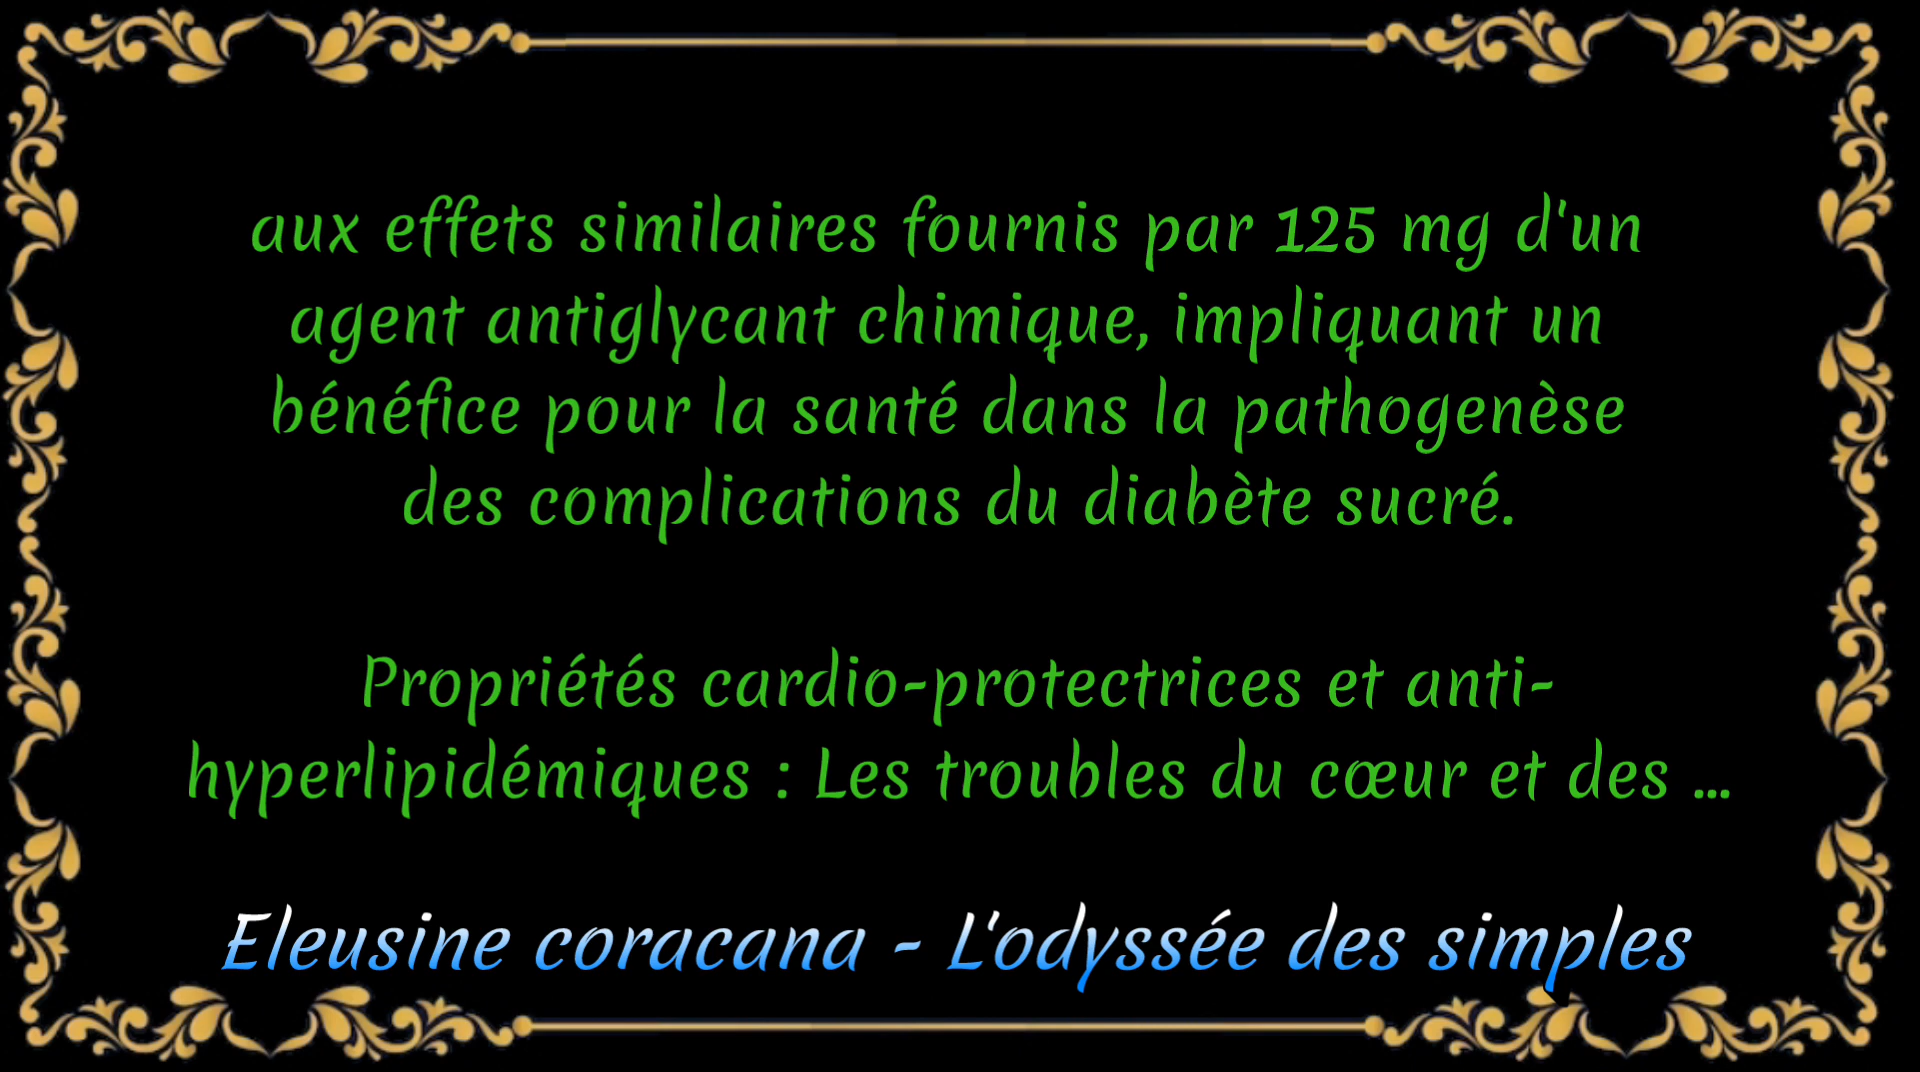 aux effets similaires fournis par 125 mg d'un
agent antiglycant chimique, impliquant un
bénéfice pour la santé dans la pathogenèse
des complications du diabète sucré.
Propriétés cardio-protectrices et anti-
hyperlipidémiques : Les troubles du cœur et des ...
Eleusine coracana - L'odyssée des simples